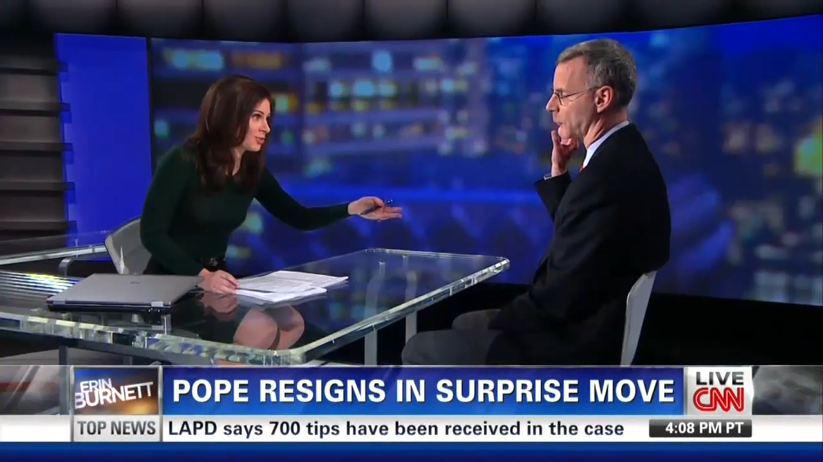 ERIN
BURNETT
POPE RESIGNS IN SURPRISE MOVE
LIVE
CNN
TOP NEWS
LAPD says 700 tips have been received in the case
4:08 PM PT